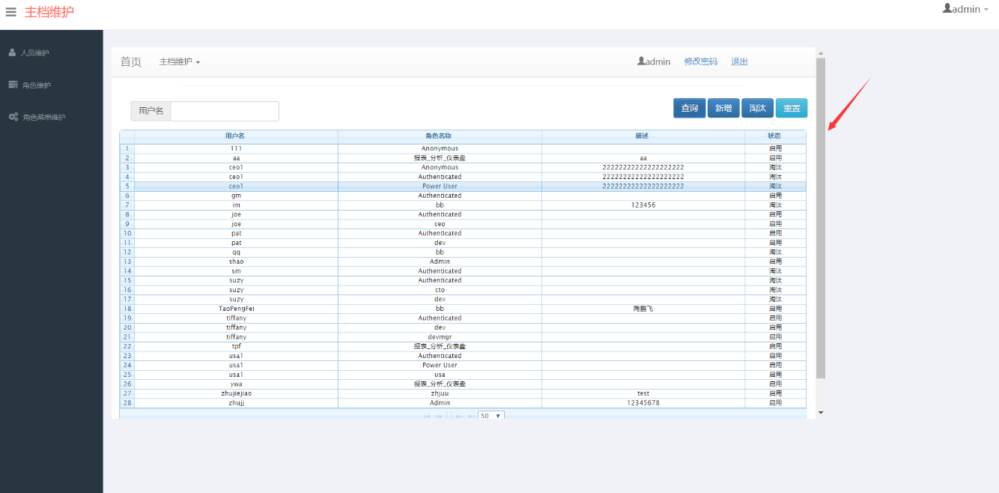 主档维护
admin
人员维护
角色维护
角色菜单维护
首页 主档维护 admin 修改密码 退出
用户名 查询 新增 淘汰 重置
用户名 角色名称 描述 状态
1 111 Anonymous 启用
2 aa 报表_分析_仪表盘 aa 启用
3 ceo1 Anonymous 22222222222222222222 淘汰
4 ceo1 Authenticated 22222222222222222222 淘汰
5 ceo1 Power User 22222222222222222222 淘汰
6 gm Authenticated 启用
7 im bb 123456 淘汰
8 joe Authenticated 启用
9 joe ceo 启用
10 pat Authenticated 启用
11 pat dev 启用
12 qq bb 淘汰
13 shao Admin 启用
14 sm Authenticated 淘汰
15 suzy Authenticated 淘汰
16 suzy cto 淘汰
17 suzy dev 淘汰
18 TaoPengFei bb 陶鹏飞 启用
19 tiffany Authenticated 启用
20 tiffany dev 启用
21 tiffany devmgr 启用
22 tpf 报表_分析_仪表盘 启用
23 usa1 Authenticated 启用
24 usa1 Power User 启用
25 usa1 usa 启用
26 ywa 报表_分析_仪表盘 启用
27 zhujiejiao zhjuu test 启用
28 zhujj Admin 12345678 启用
50